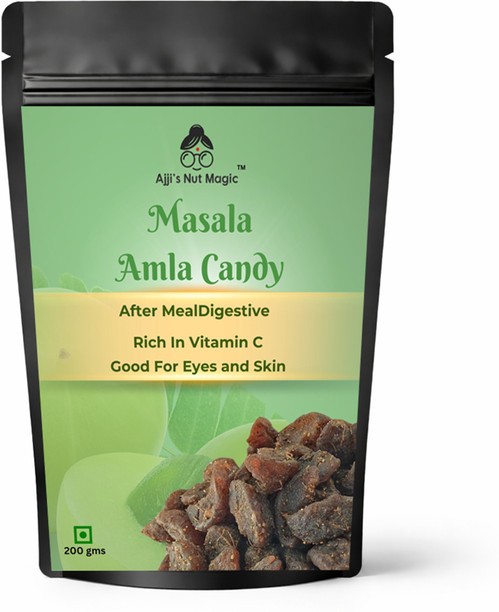 Ajji's Nut Magic ™
Masala
Amla Candy
After MealDigestive
Rich In Vitamin C
Good For Eyes and Skin
200 gms